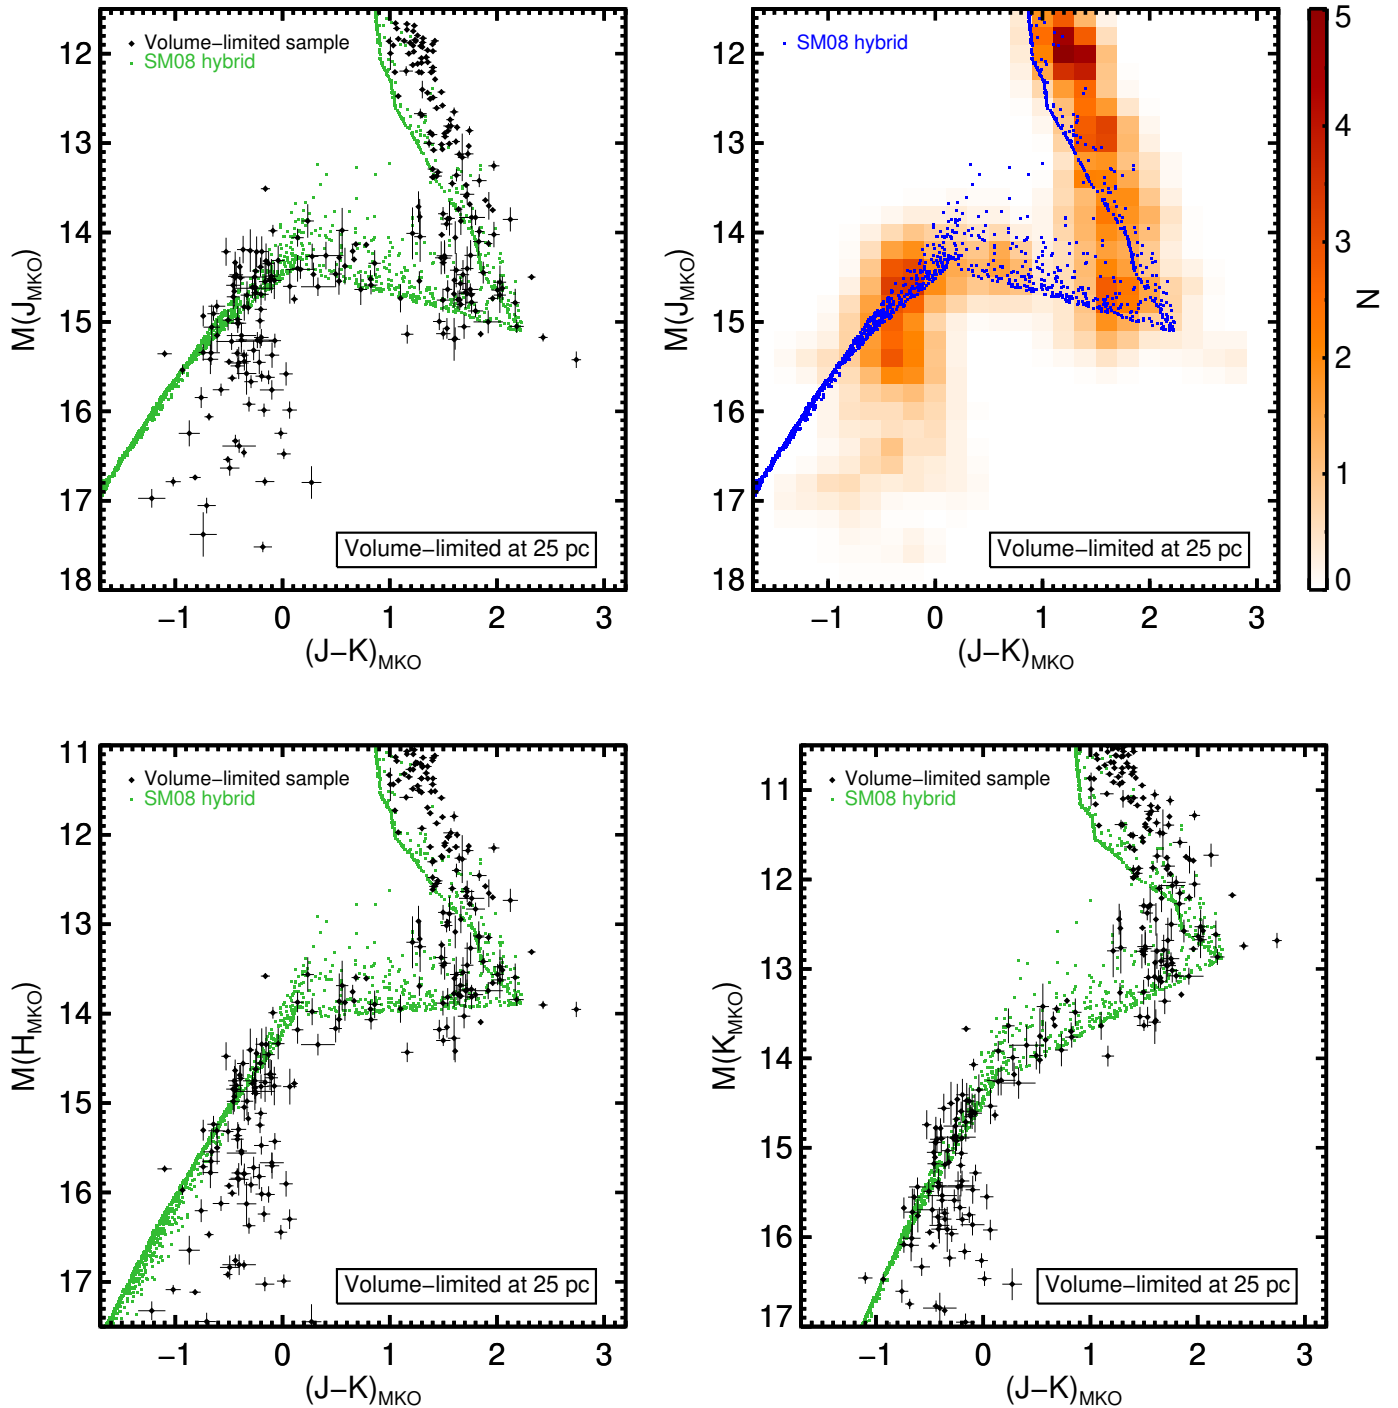 Volume−limited sample
SM08 hybrid
12
13
14
15
16
17
18
M(J_MKO)
−1
0
1
2
3
(J−K)_MKO
Volume−limited at 25 pc
SM08 hybrid
12
13
14
15
16
17
18
M(J_MKO)
−1
0
1
2
3
(J−K)_MKO
Volume−limited at 25 pc
5
4
3
2
1
0
N
Volume−limited sample
SM08 hybrid
11
12
13
14
15
16
17
M(H_MKO)
−1
0
1
2
3
(J−K)_MKO
Volume−limited at 25 pc
Volume−limited sample
SM08 hybrid
11
12
13
14
15
16
17
M(K_MKO)
−1
0
1
2
3
(J−K)_MKO
Volume−limited at 25 pc